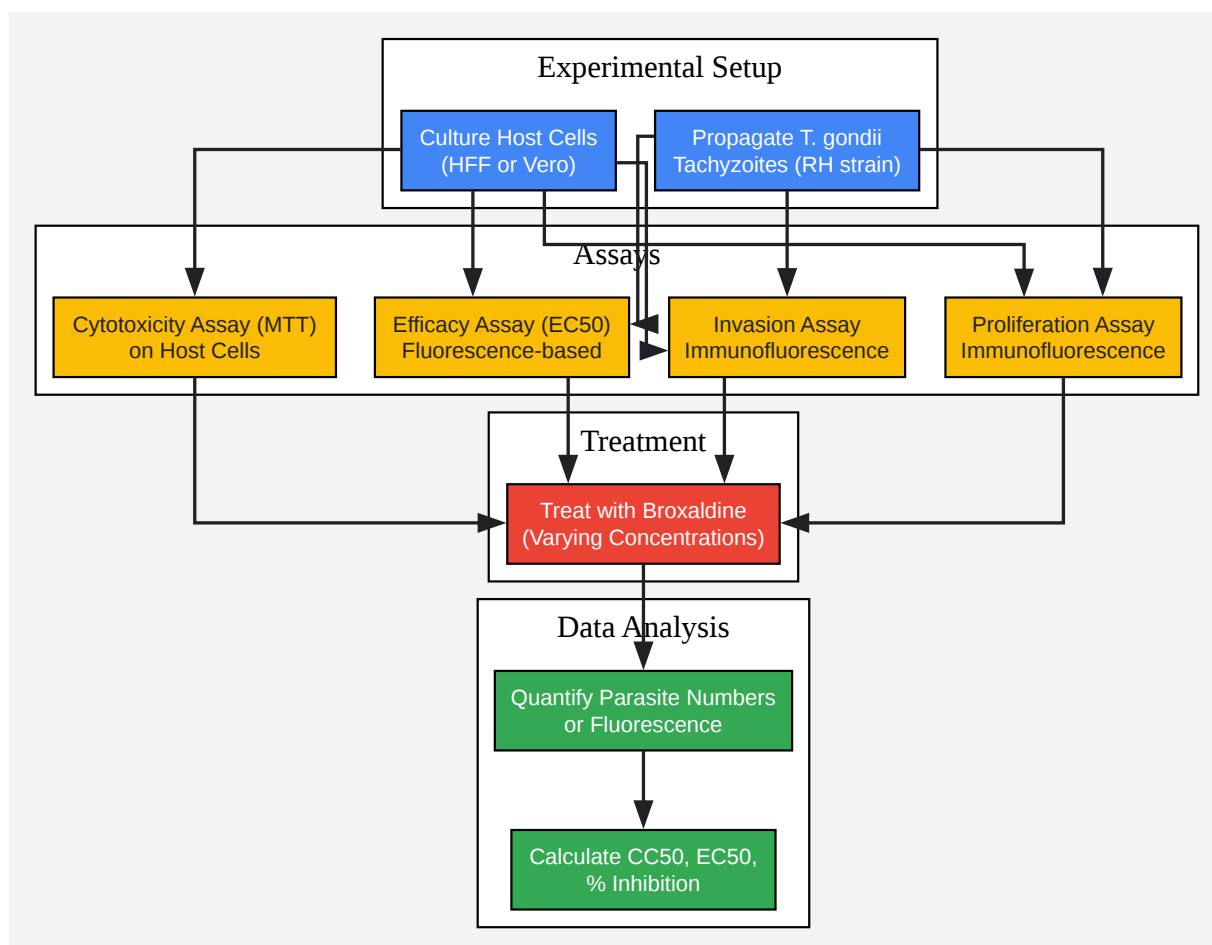 Experimental Setup
Culture Host Cells
(HFF or Vero)
Propagate T. gondii
Tachyzoites (RH strain)
Assays
Cytotoxicity Assay (MTT)
on Host Cells
Efficacy Assay (EC50)
Fluorescence-based
Invasion Assay
Immunofluorescence
Proliferation Assay
Immunofluorescence
Treatment
Treat with Broxaldine
(Varying Concentrations)
Data Analysis
Quantify Parasite Numbers
or Fluorescence
Calculate CC50, EC50,
% Inhibition